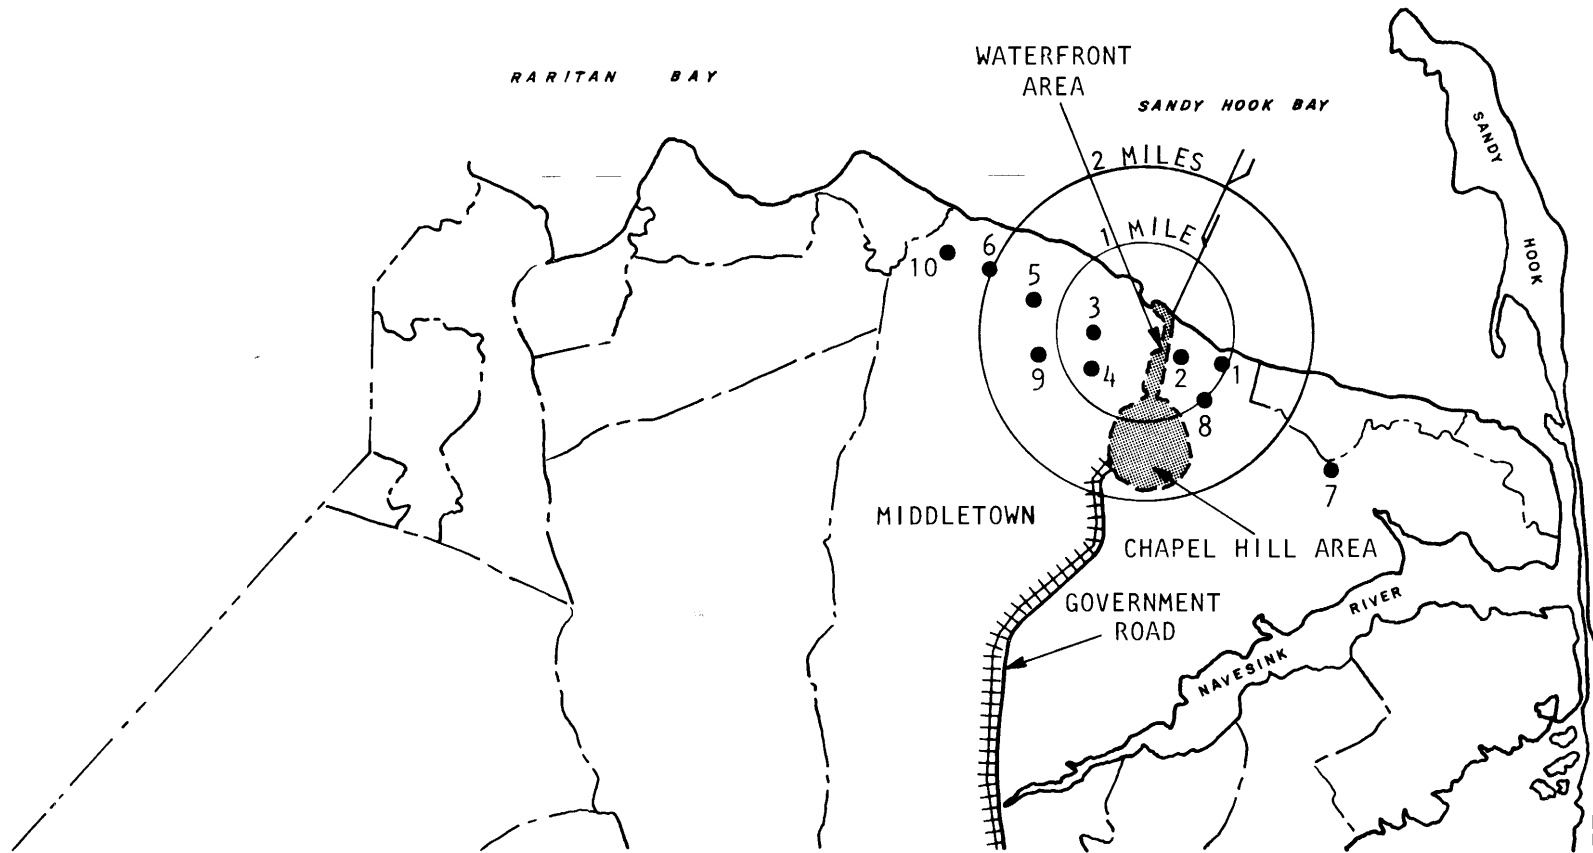 WATERFRONT
AREA
RARITAN BAY
SANDY HOOK BAY
SANDY
HOOK
2 MILES
1 MILE
10
6
5
3
9
4
2
1
8
7
MIDDLETOWN
CHAPEL HILL AREA
GOVERNMENT
ROAD
NAVESINK
RIVER